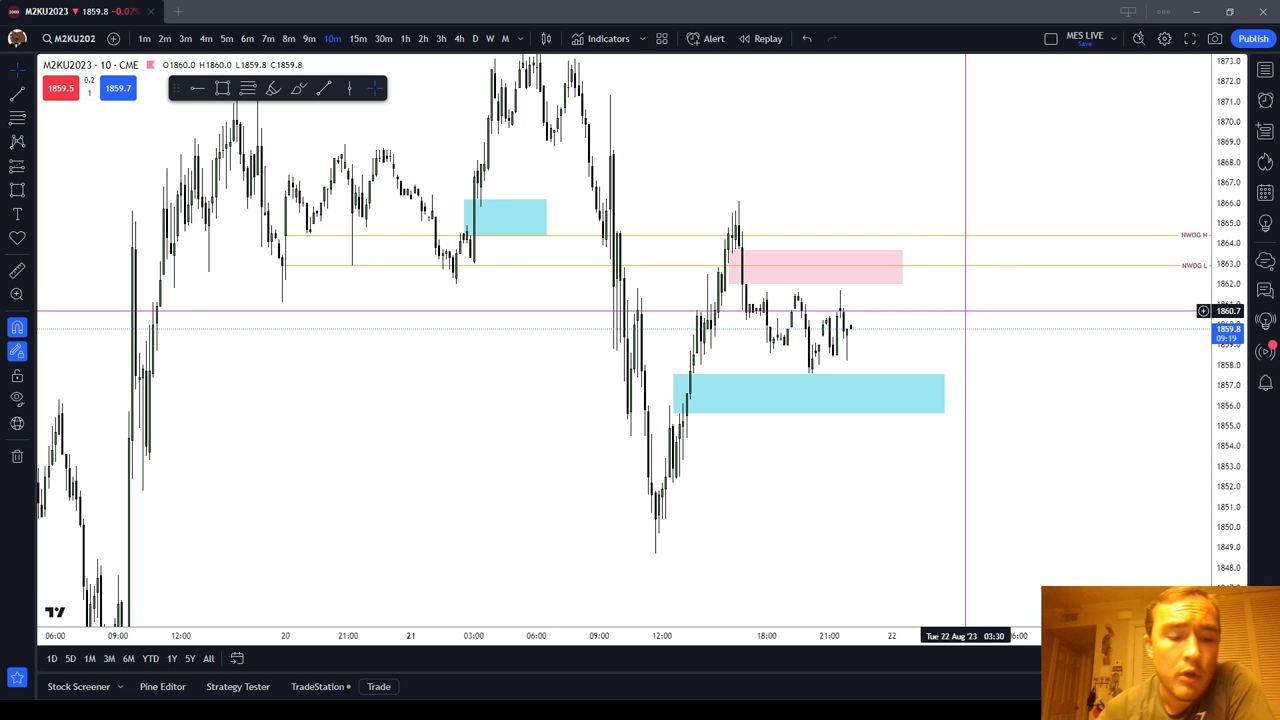 M2KU2023 ▼ 1859.8 −0.07%
M2KU202 1m 2m 3m 4m 5m 6m 7m 8m 9m 10m 15m 30m 1h 2h 3h 4h D W M Indicators Alert Replay MES LIVE Publish
Save
M2KU2023 · 10 · CME O1860.0 H1860.0 L1859.8 C1859.8
1859.5 0.2 1859.7
1
1873.0
1872.0
1871.0
1870.0
1869.0
1868.0
1867.0
1866.0
1865.0
NWOG H
1864.0
NWOG L 1863.0
1862.0
1860.7
1859.8
09:19
1858.0
1857.0
1856.0
1855.0
1854.0
1853.0
1852.0
1851.0
1850.0
1849.0
1848.0
06:00 09:00 12:00 20 21:00 21 03:00 06:00 09:00 12:00 18:00 21:00 22 Tue 22 Aug '23 03:30 06:00
1D 5D 1M 3M 6M YTD 1Y 5Y All
Stock Screener Pine Editor Strategy Tester TradeStation Trade